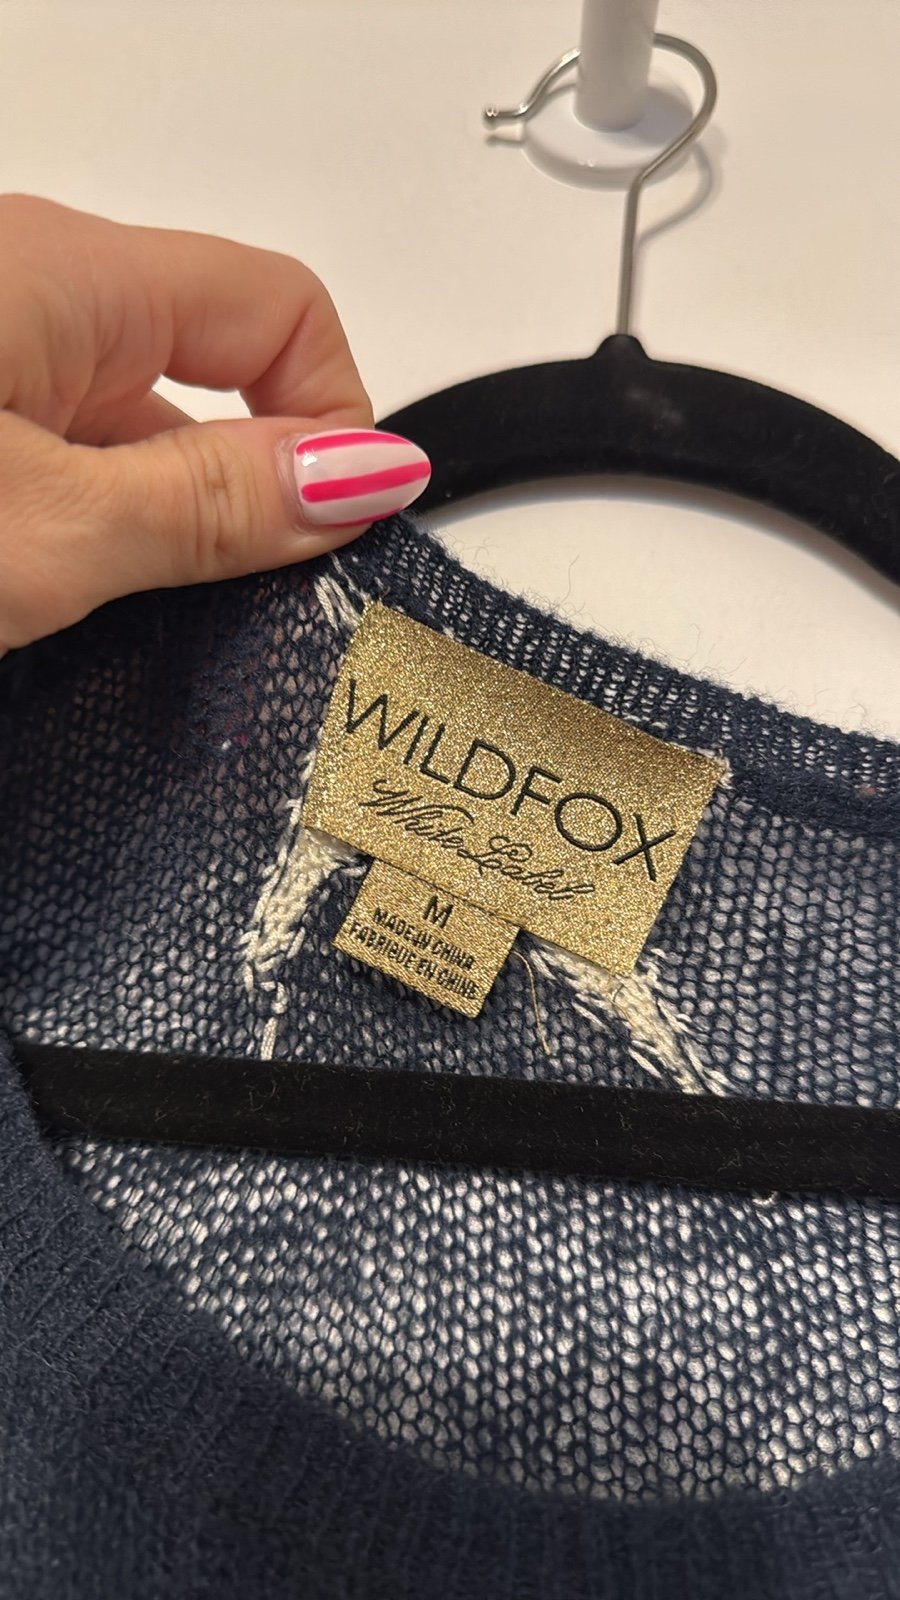 WILDFOX
White Label
M
MADE IN CHINA
FABRIQUE EN CHINE